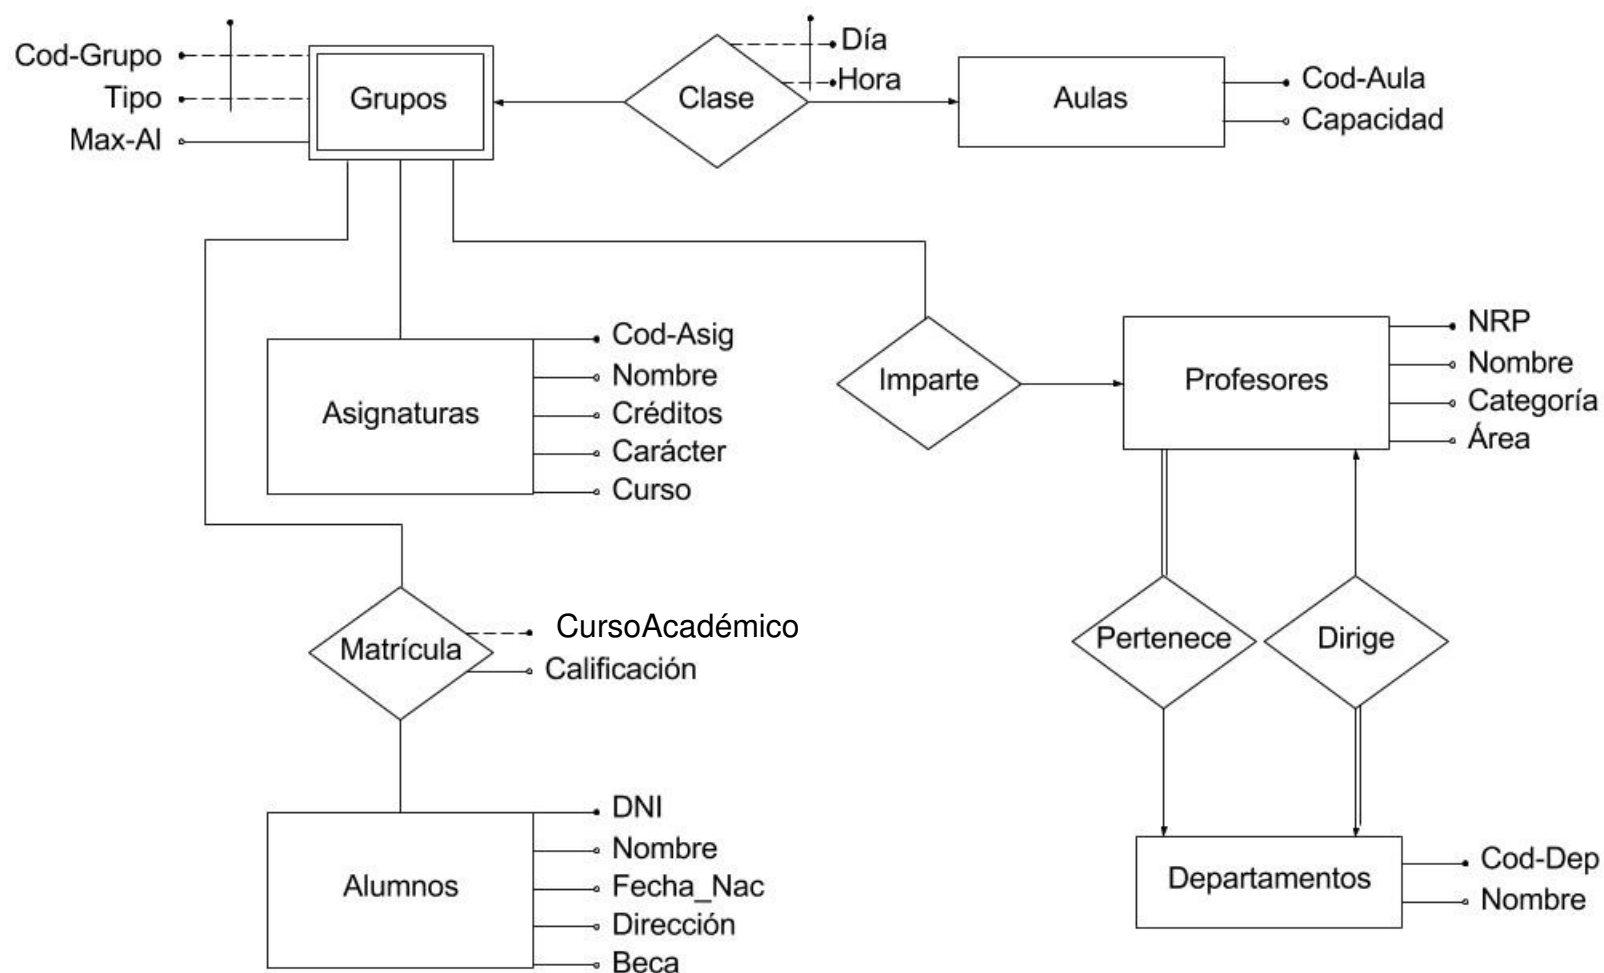 Cod-Grupo
Tipo
Max-Al
Grupos
Clase
Día
Hora
Aulas
Cod-Aula
Capacidad
Asignaturas
Cod-Asig
Nombre
Créditos
Carácter
Curso
Imparte
Profesores
NRP
Nombre
Categoría
Área
Matrícula
CursoAcadémico
Calificación
Pertenece
Dirige
Alumnos
DNI
Nombre
Fecha_Nac
Dirección
Beca
Departamentos
Cod-Dep
Nombre